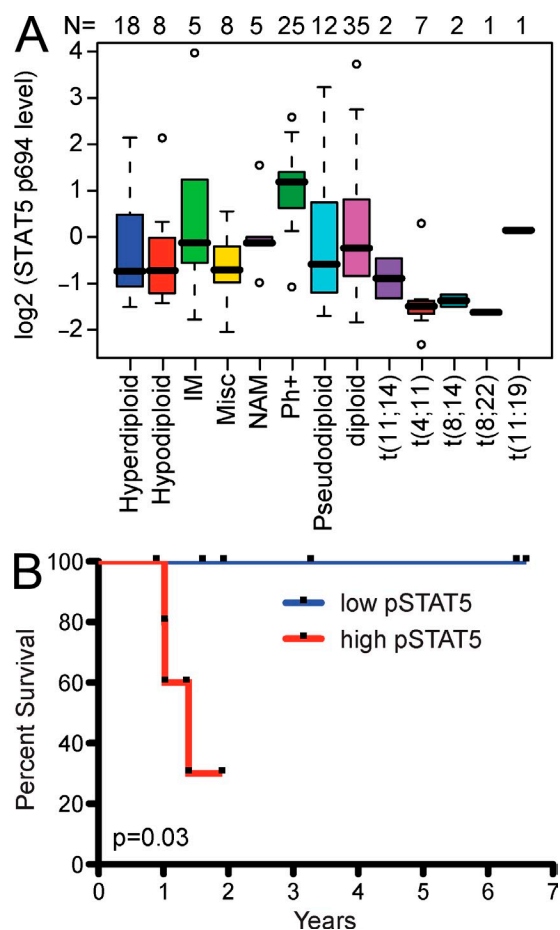 A
N= 18 8 5 8 5 25 12 35 2 7 2 1 1
log2 (STAT5 p694 level)
4
3
2
1
0
−1
−2
Hyperdiploid
Hypodiploid
IM
Misc
NAM
Ph+
Pseudodiploid
diploid
t(11;14)
t(4;11)
t(8;14)
t(8;22)
t(11:19)
B
Percent Survival
100
80
60
40
20
0
low pSTAT5
high pSTAT5
p=0.03
0 1 2 3 4 5 6 7
Years